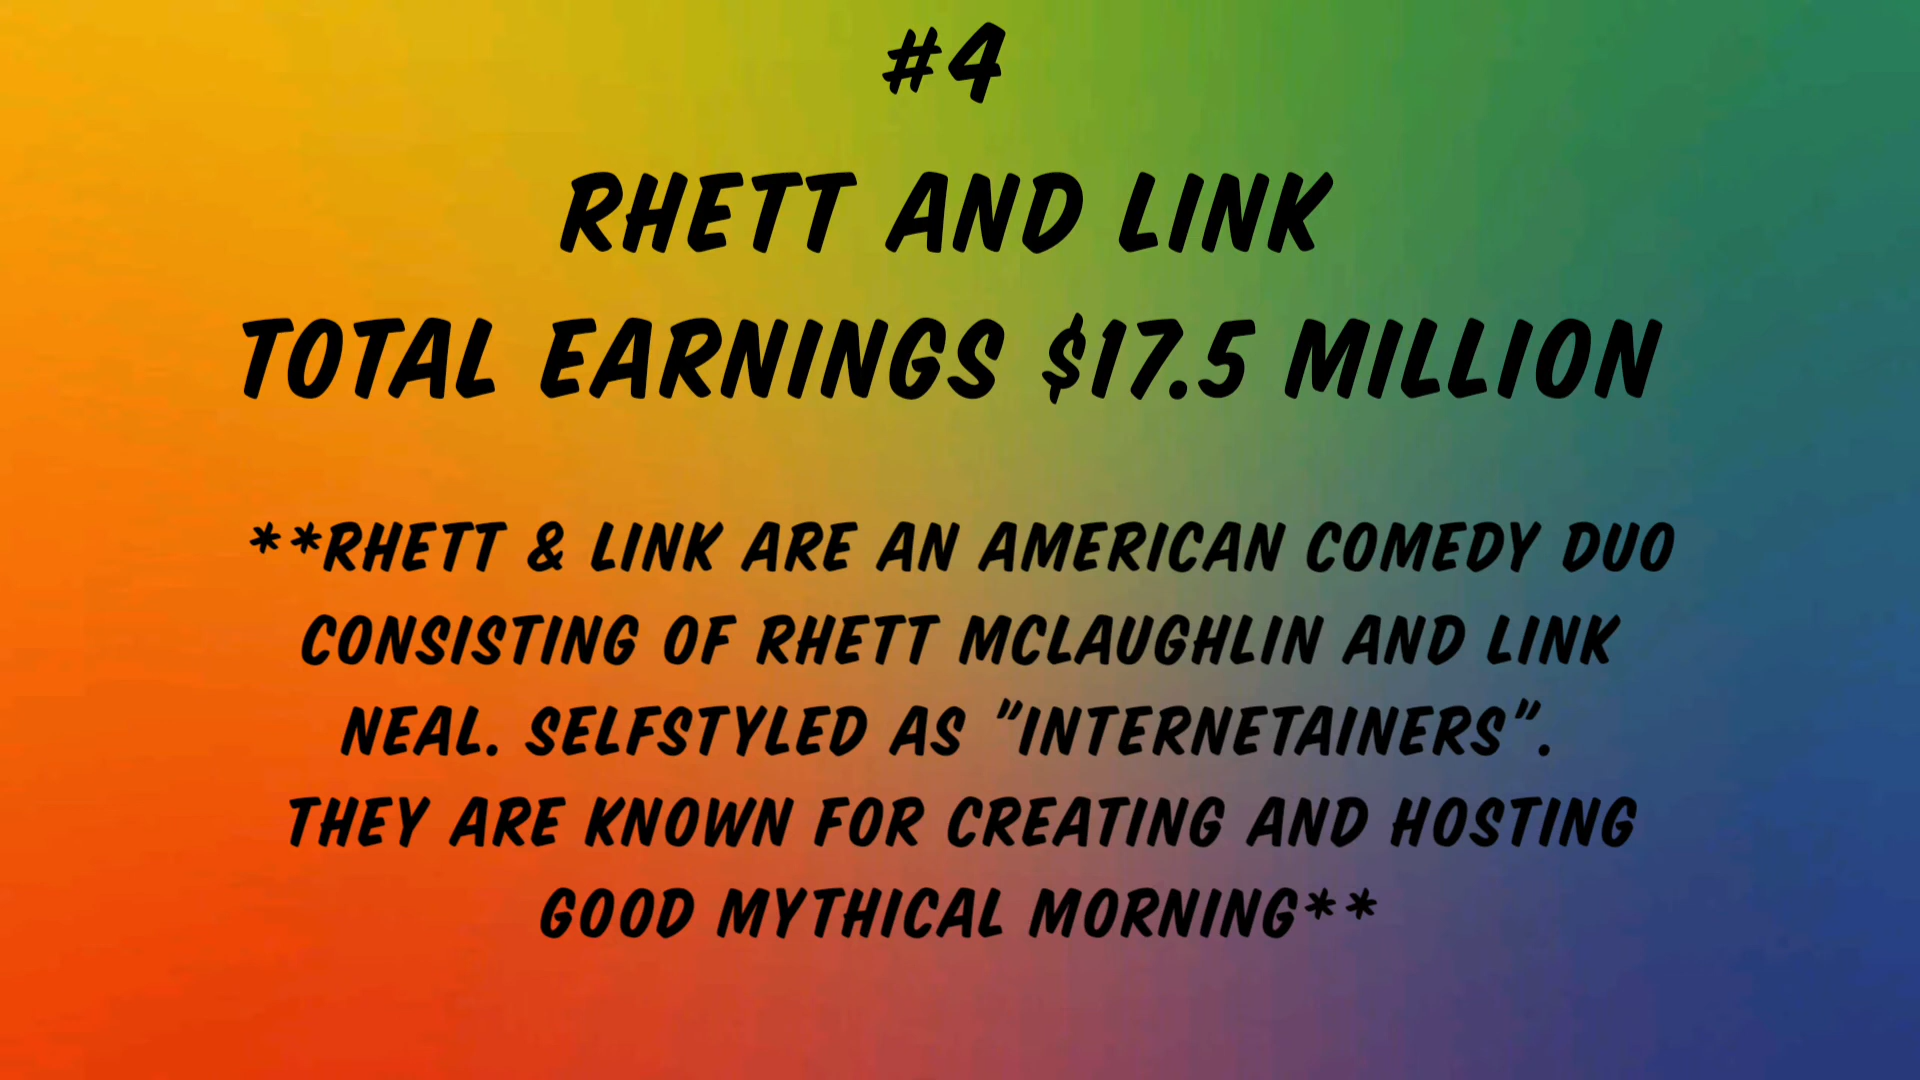 #4
RHETT AND LINK
TOTAL EARNINGS $17.5 MILLION
**RHETT & LINK ARE AN AMERICAN COMEDY DUO
CONSISTING OF RHETT MCLAUGHLIN AND LINK
NEAL. SELFSTYLED AS "INTERNETAINERS".
THEY ARE KNOWN FOR CREATING AND HOSTING
GOOD MYTHICAL MORNING**